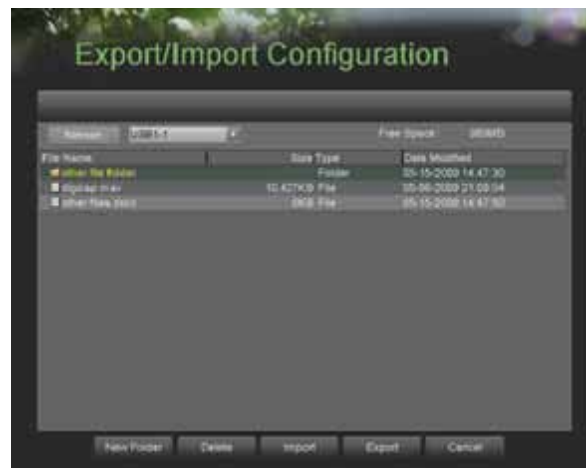 Export/Import Configuration
USB1-1
Free Space
File Name Size Type Date Modified
other file folder Folder 05-15-2009 14:47:30
digicap.mav 10,427KB File 05-06-2009 21:09:04
other files.docx 0KB File 05-15-2009 14:47:50
New Folder Delete Import Export Cancel